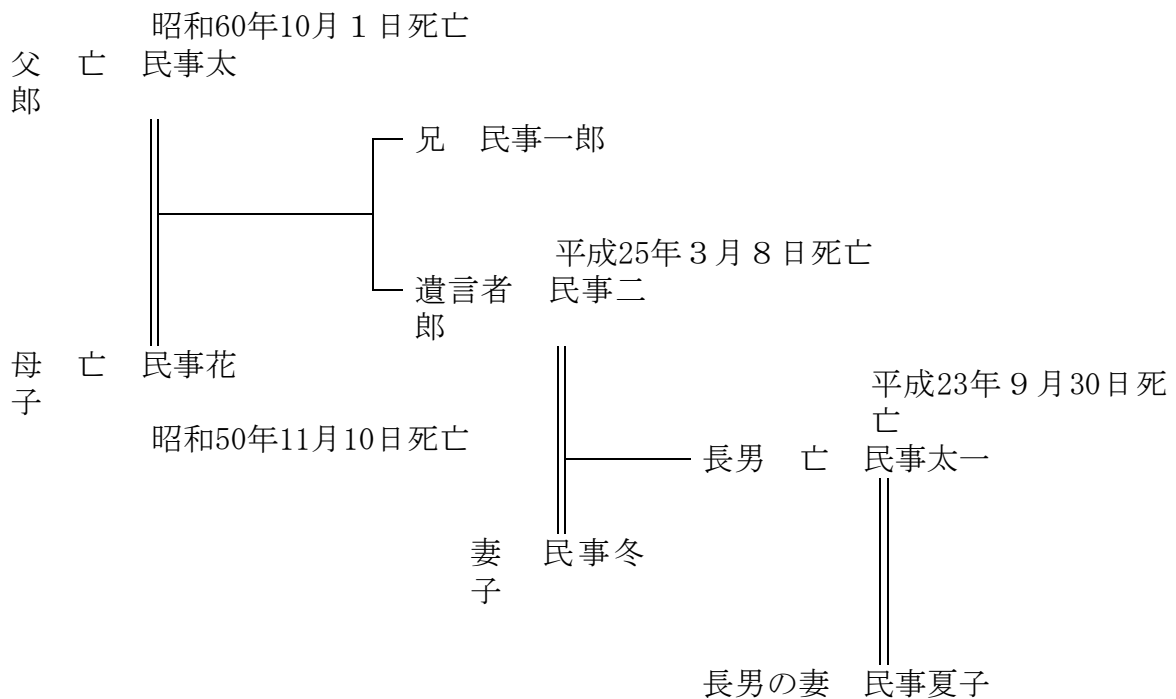 昭和60年10月１日死亡
父　亡　民事太
郎
兄　民事一郎
平成25年３月８日死亡
遺言者　民事二
郎
母　亡　民事花
子
平成23年９月30日死
亡
昭和50年11月10日死亡
長男　亡　民事太一
妻　民事冬
子
長男の妻　民事夏子